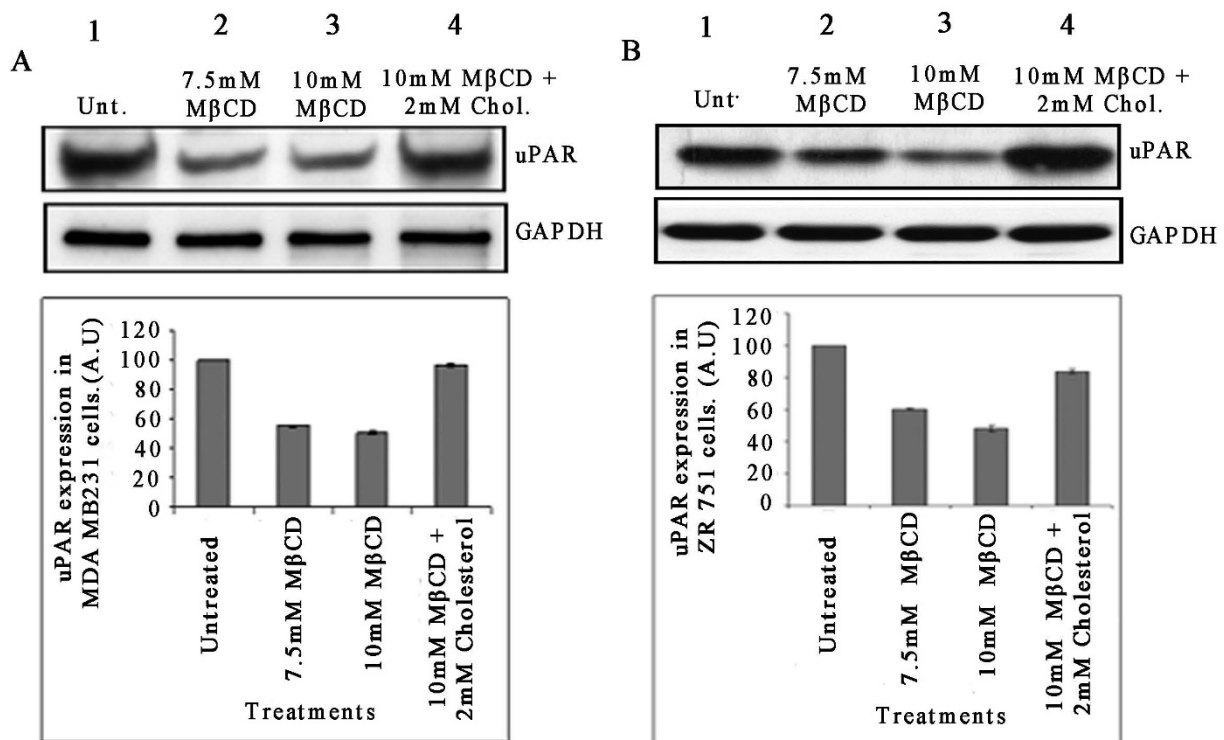 A
1 2 3 4
Unt.
7.5mM
MβCD
10mM
MβCD
10mM MβCD +
2mM Chol.
uPAR
GAPDH
uPAR expression in
MDA MB231 cells.(A.U)
120
100
80
60
40
20
0
Untreated
7.5mM MβCD
10mM MβCD
10mM MβCD +
2mM Cholesterol
Treatments
B
1 2 3 4
Unt.
7.5mM
MβCD
10mM
MβCD
10mM MβCD +
2mM Chol.
uPAR
GAPDH
uPAR expression in
ZR 751 cells. (A.U)
120
100
80
60
40
20
0
Untreated
7.5mM MβCD
10mM MβCD
10mM MβCD +
2mM Cholesterol
Treatments